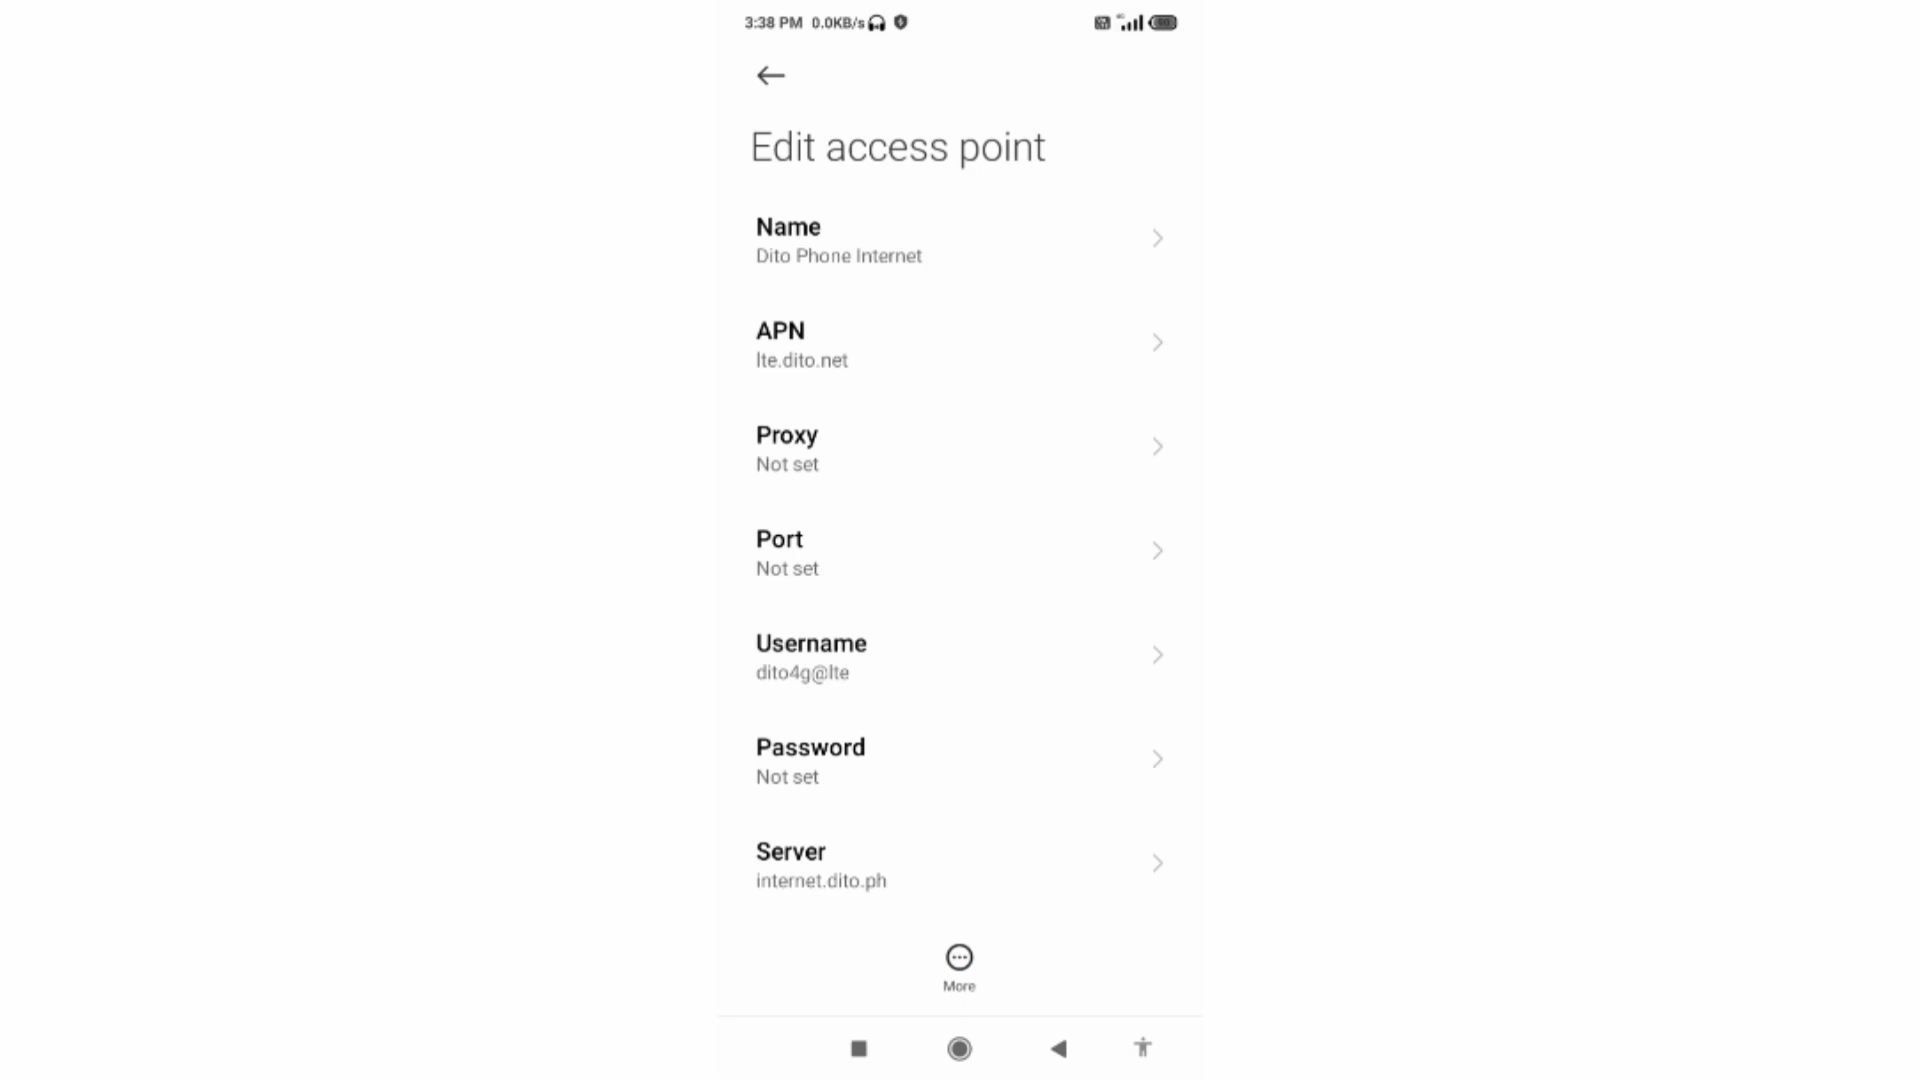 3:38 PM 0.0KB/s
Edit access point
Name
Dito Phone Internet
APN
lte.dito.net
Proxy
Not set
Port
Not set
Username
dito4g@lte
Password
Not set
Server
internet.dito.ph
More